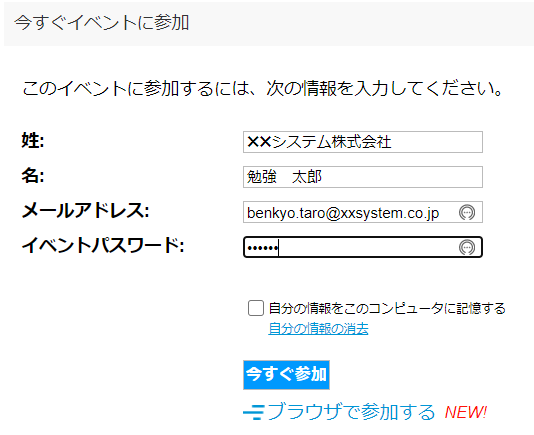 今すぐイベントに参加
このイベントに参加するには、次の情報を入力してください。
姓: ××システム株式会社
名: 勉強　太郎
メールアドレス: benkyo.taro@xxsystem.co.jp
イベントパスワード: ••••••
自分の情報をこのコンピュータに記憶する
自分の情報の消去
今すぐ参加
ブラウザで参加する NEW!